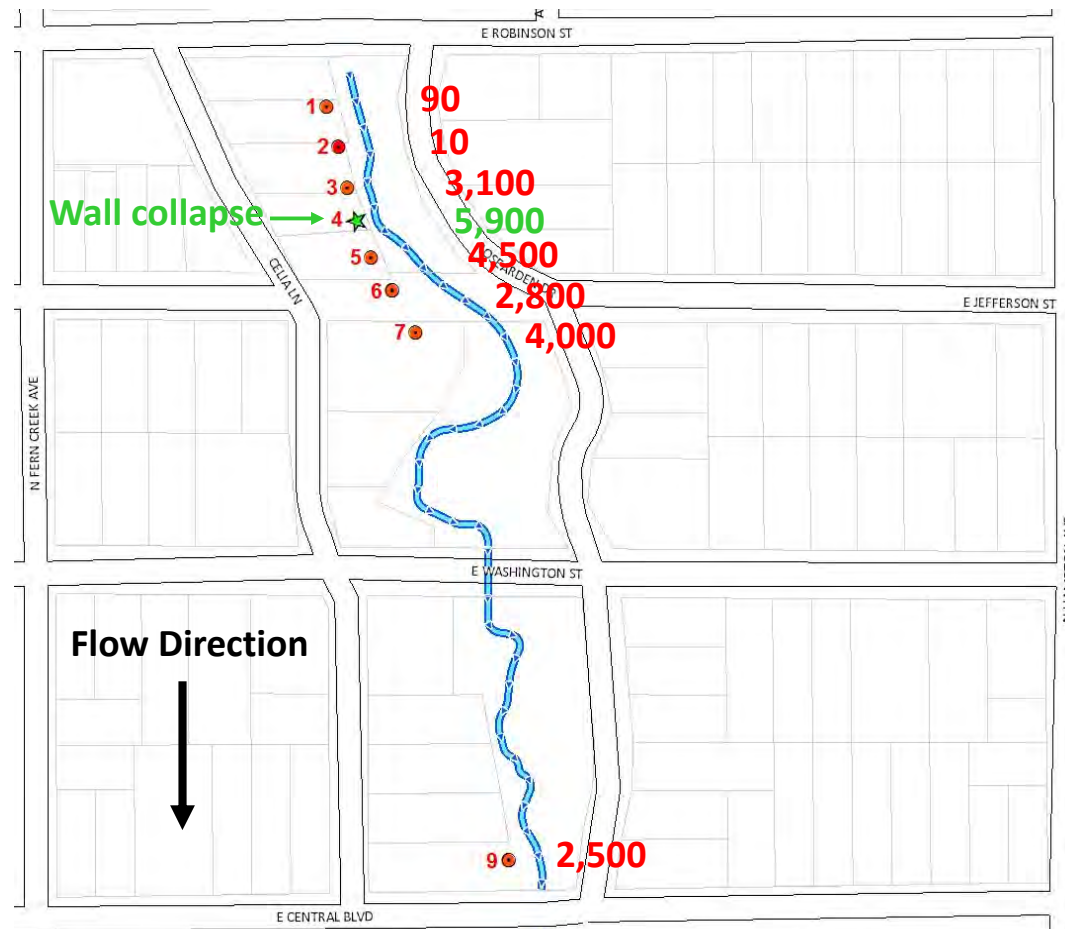 E ROBINSON ST
1
90
2
10
3
3,100
Wall collapse
4
5,900
5
4,500
CELIA LN
6
2,800
E JEFFERSON ST
7
4,000
N FERN CREEK AVE
E WASHINGTON ST
Flow Direction
9
2,500
E CENTRAL BLVD